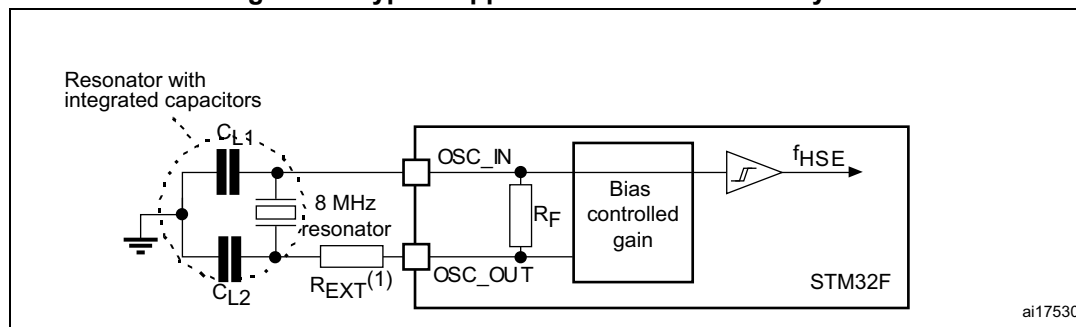 Resonator with
integrated capacitors
CL1
OSC_IN
fHSE
8 MHz
resonator
RF
Bias
controlled
gain
OSC_OUT
STM32F
REXT(1)
CL2
ai17530